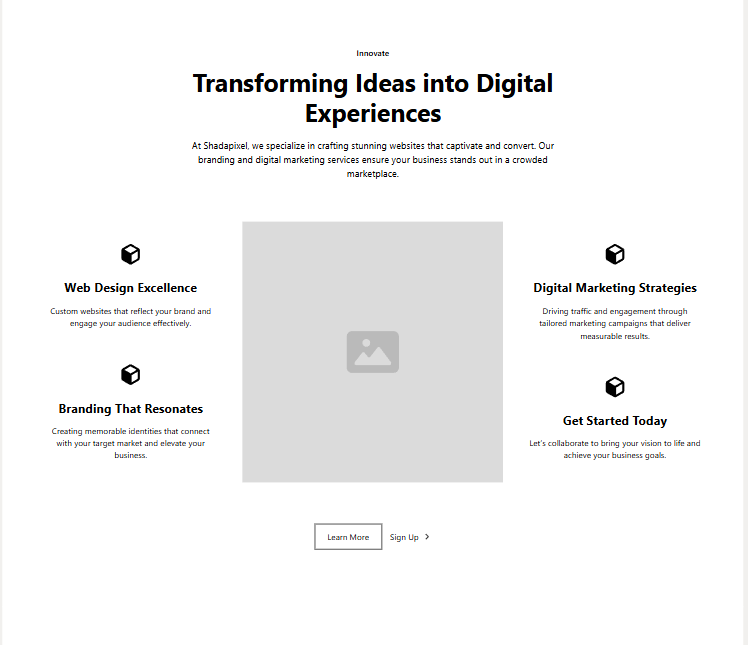 Innovate
Transforming Ideas into Digital
Experiences
At Shadapixel, we specialize in crafting stunning websites that captivate and convert. Our
branding and digital marketing services ensure your business stands out in a crowded
marketplace.
Web Design Excellence
Custom websites that reflect your brand and
engage your audience effectively.
Branding That Resonates
Creating memorable identities that connect
with your target market and elevate your
business.
Digital Marketing Strategies
Driving traffic and engagement through
tailored marketing campaigns that deliver
measurable results.
Get Started Today
Let's collaborate to bring your vision to life and
achieve your business goals.
Learn More
Sign Up